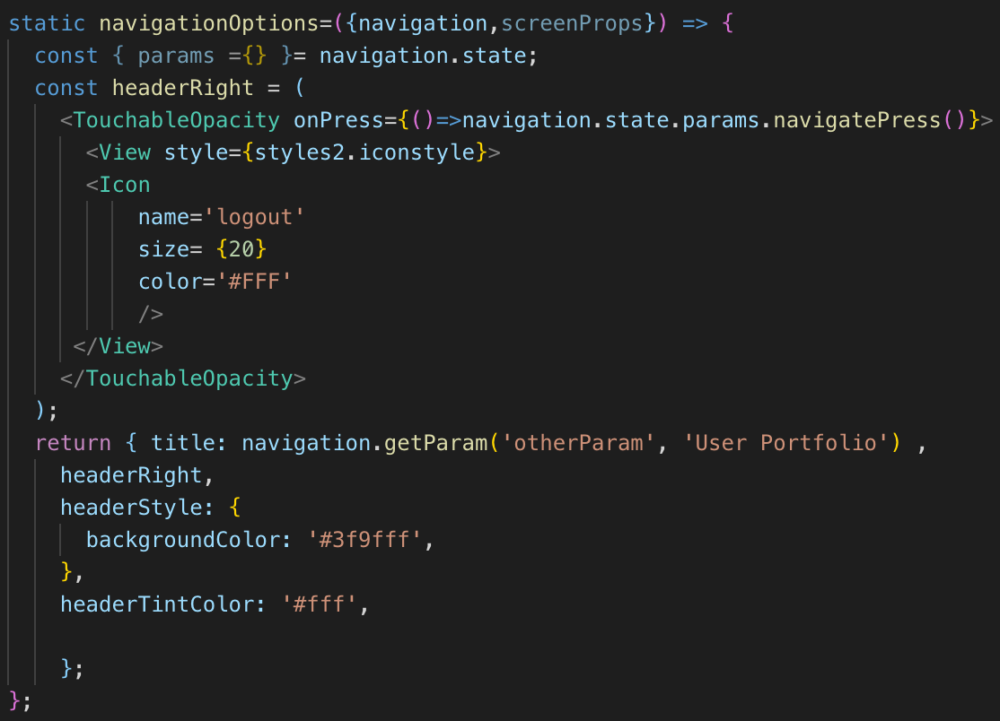 static navigationOptions=({navigation,screenProps}) => {
  const { params ={} }= navigation.state;
  const headerRight = (
    <TouchableOpacity onPress={()=>navigation.state.params.navigatePress()}>
      <View style={styles2.iconstyle}>
      <Icon
          name='logout'
          size= {20}
          color='#FFF'
          />
     </View>
    </TouchableOpacity>
  );
  return { title: navigation.getParam('otherParam', 'User Portfolio') ,
    headerRight,
    headerStyle: {
      backgroundColor: '#3f9fff',
    },
    headerTintColor: '#fff',

    };
};